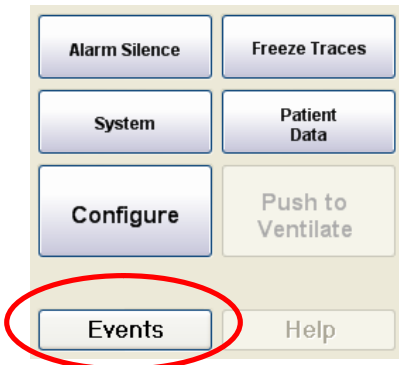 Alarm Silence
Freeze Traces
System
Patient
Data
Configure
Push to
Ventilate
Events
Help